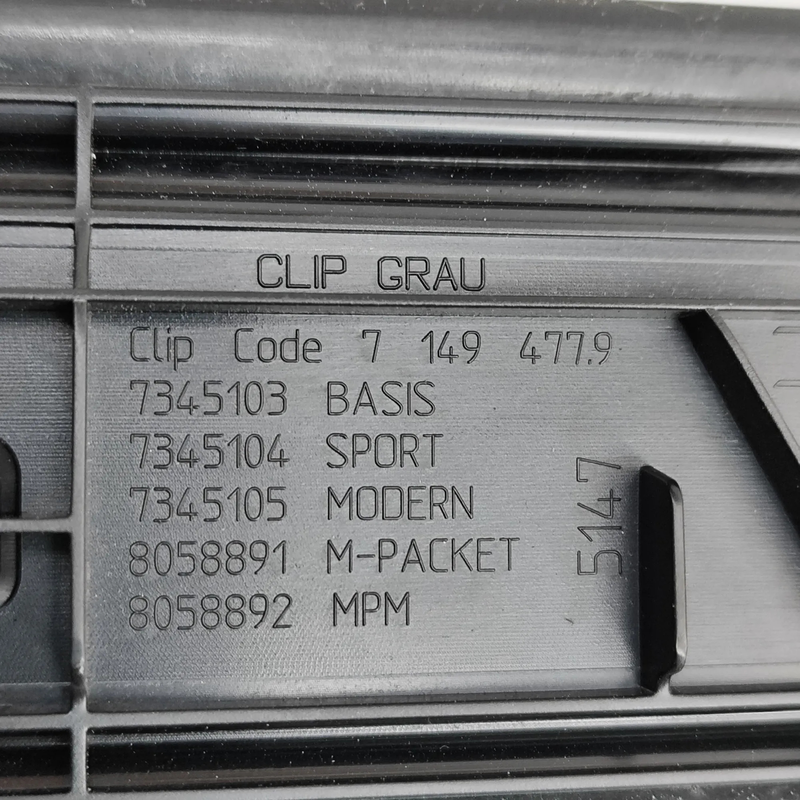 CLIP GRAU
Clip Code 7 149 477.9
7345103 BASIS
7345104 SPORT
7345105 MODERN
8058891 M-PACKET
8058892 MPM
5147